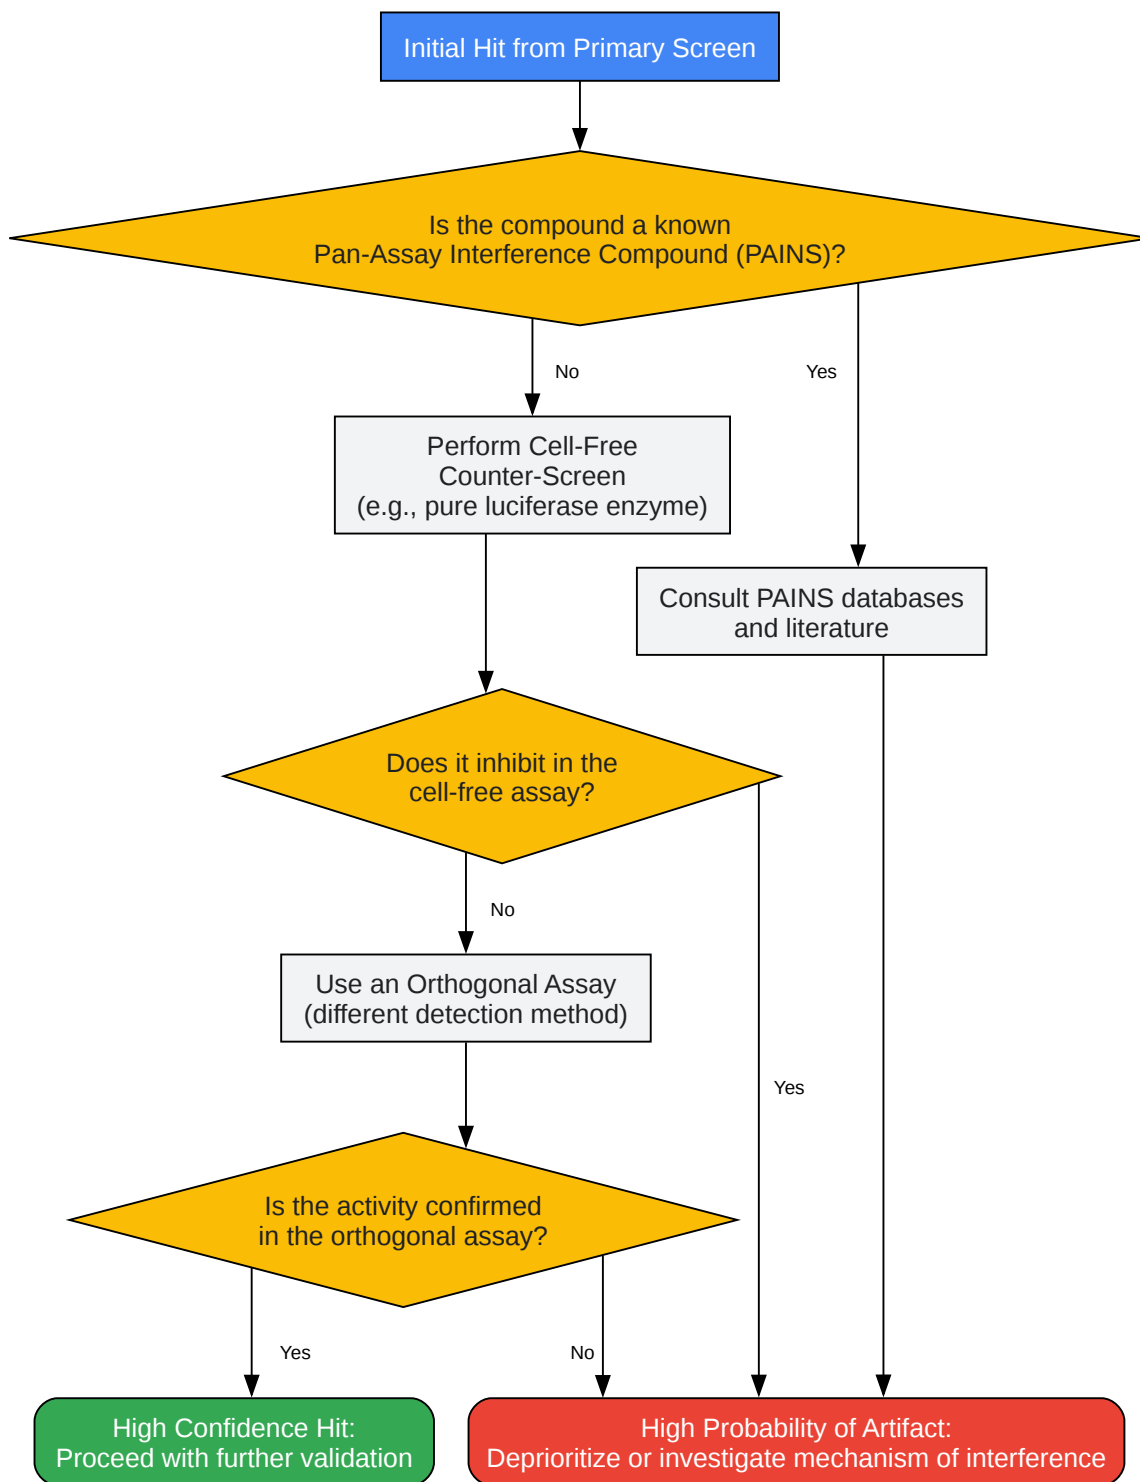 Initial Hit from Primary Screen
Is the compound a known
Pan-Assay Interference Compound (PAINS)?
No
Yes
Perform Cell-Free
Counter-Screen
(e.g., pure luciferase enzyme)
Consult PAINS databases
and literature
Does it inhibit in the
cell-free assay?
No
Use an Orthogonal Assay
(different detection method)
Yes
Is the activity confirmed
in the orthogonal assay?
Yes
No
High Confidence Hit:
Proceed with further validation
High Probability of Artifact:
Deprioritize or investigate mechanism of interference